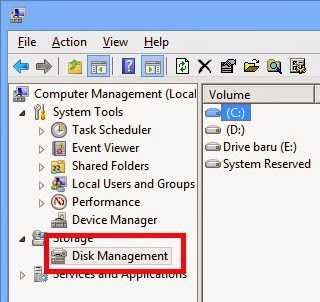 File Action View Help
Computer Management (Local
System Tools
Task Scheduler
Event Viewer
Shared Folders
Local Users and Groups
Performance
Device Manager
Storage
Disk Management
Services and Applications
Volume
(C:)
(D:)
Drive baru (E:)
System Reserved